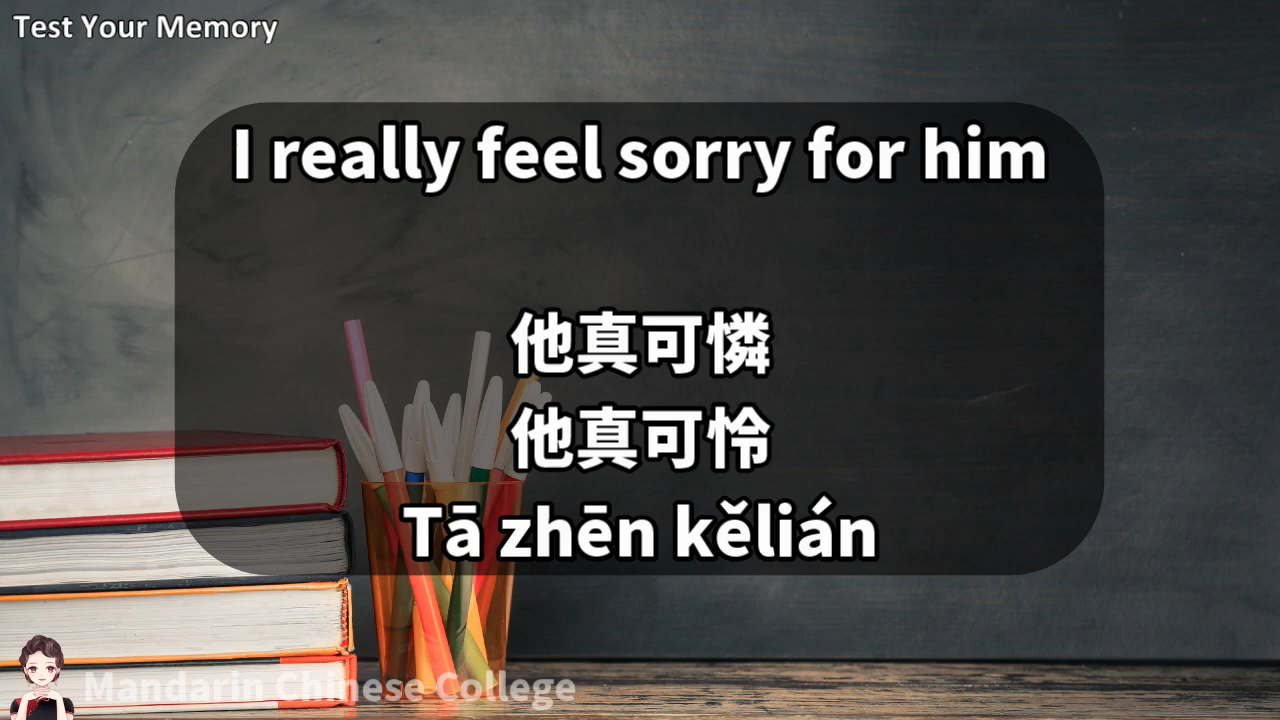 Test Your Memory
I really feel sorry for him
他真可憐
他真可怜
Tā zhēn kělián
Mandarin Chinese College